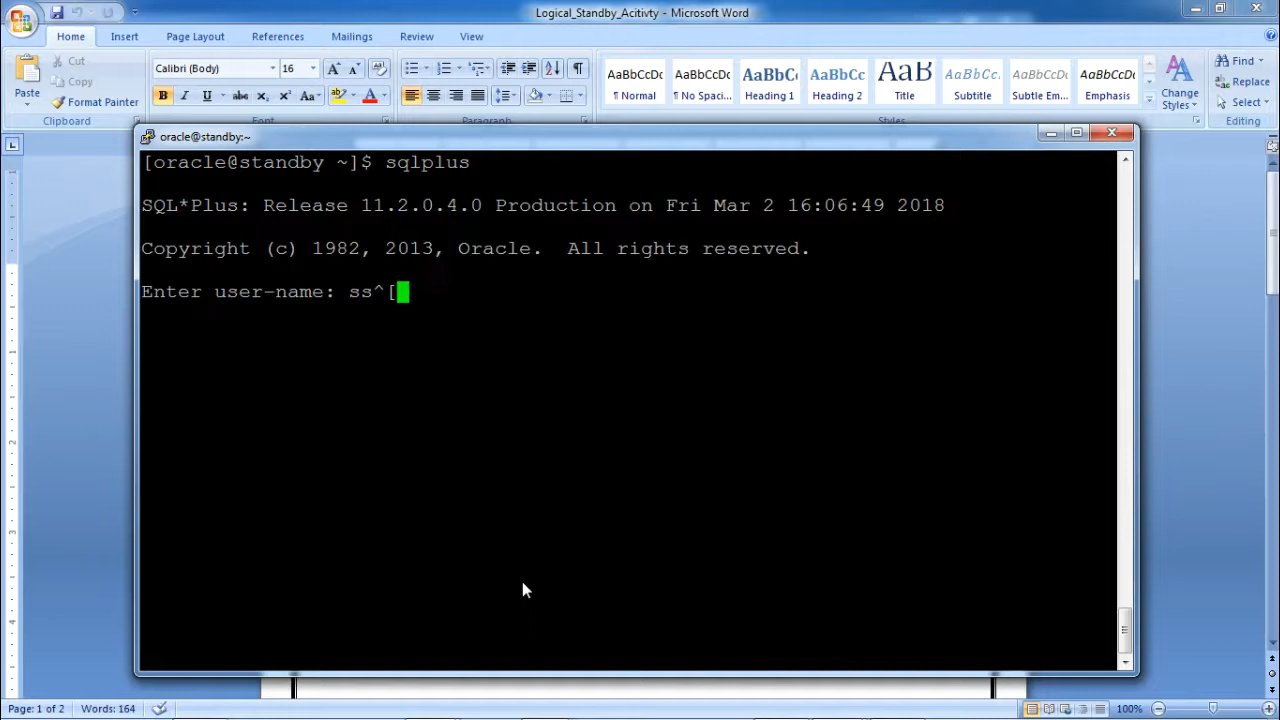 Logical_Standby_Acitivty - Microsoft Word
Home Insert Page Layout References Mailings Review View
Paste
Cut
Copy
Format Painter
Clipboard
Calibri (Body) 16
Font
Paragraph
AaBbCcDc AaBbCcDc AaBbC AaBbCc AaB AaBbCc. AaBbCcDc AaBbCcDc
¶ Normal ¶ No Spaci... Heading 1 Heading 2 Title Subtitle Subtle Em... Emphasis
Styles
Change
Styles
Find
Replace
Select
Editing
oracle@standby:~
[oracle@standby ~]$ sqlplus
SQL*Plus: Release 11.2.0.4.0 Production on Fri Mar 2 16:06:49 2018
Copyright (c) 1982, 2013, Oracle.  All rights reserved.
Enter user-name: ss^[
Page: 1 of 2 Words: 164 100%